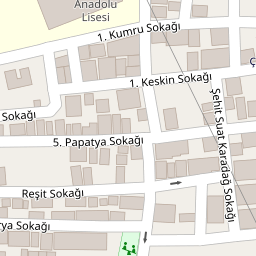 Anadolu
Lisesi
1. Kumru Sokağı
1. Keskin Sokağı
Sokağı
5. Papatya Sokağı
Şehit Suat Karadağ Sokağı
Reşit Sokağı
rya Sokağı